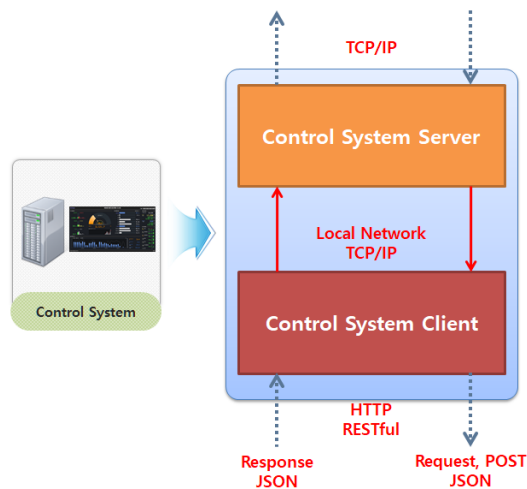 TCP/IP
Control System Server
Local Network
TCP/IP
Control System
Control System Client
HTTP
RESTful
Response
JSON
Request, POST
JSON